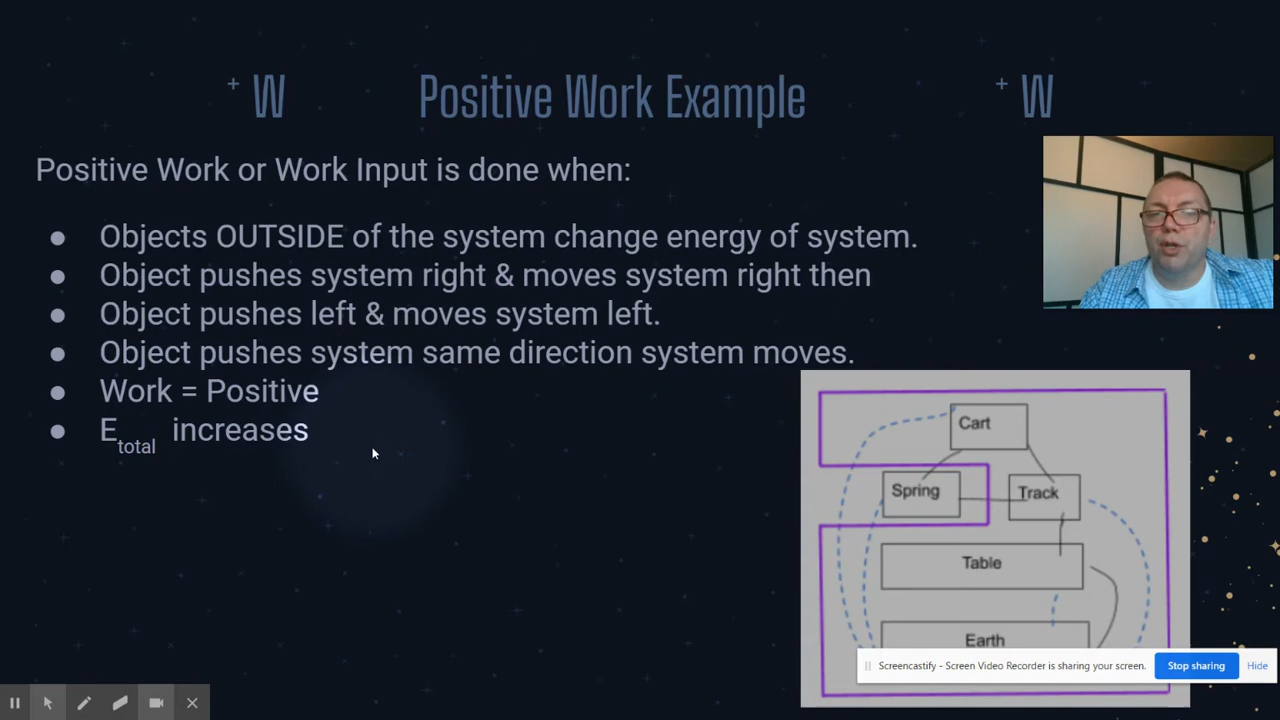 + W Positive Work Example + W
Positive Work or Work Input is done when:
● Objects OUTSIDE of the system change energy of system.
● Object pushes system right & moves system right then
● Object pushes left & moves system left.
● Object pushes system same direction system moves.
● Work = Positive
● Etotal increases
Cart
Spring Track
Table
Earth
Screencastify - Screen Video Recorder is sharing your screen. Stop sharing Hide